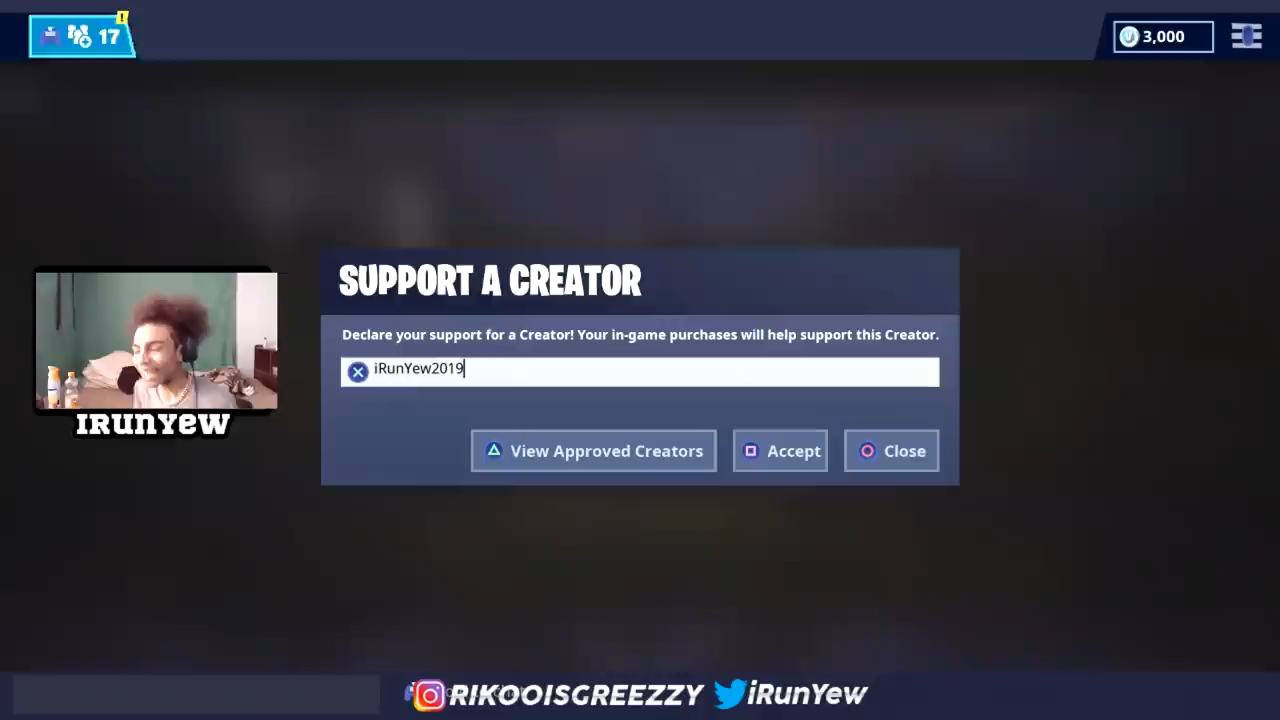 ! 17
3,000
SUPPORT A CREATOR
Declare your support for a Creator! Your in-game purchases will help support this Creator.
iRunYew2019
View Approved Creators
Accept
Close
IRUNYEW
RIKOOISGREEZZY
iRunYew